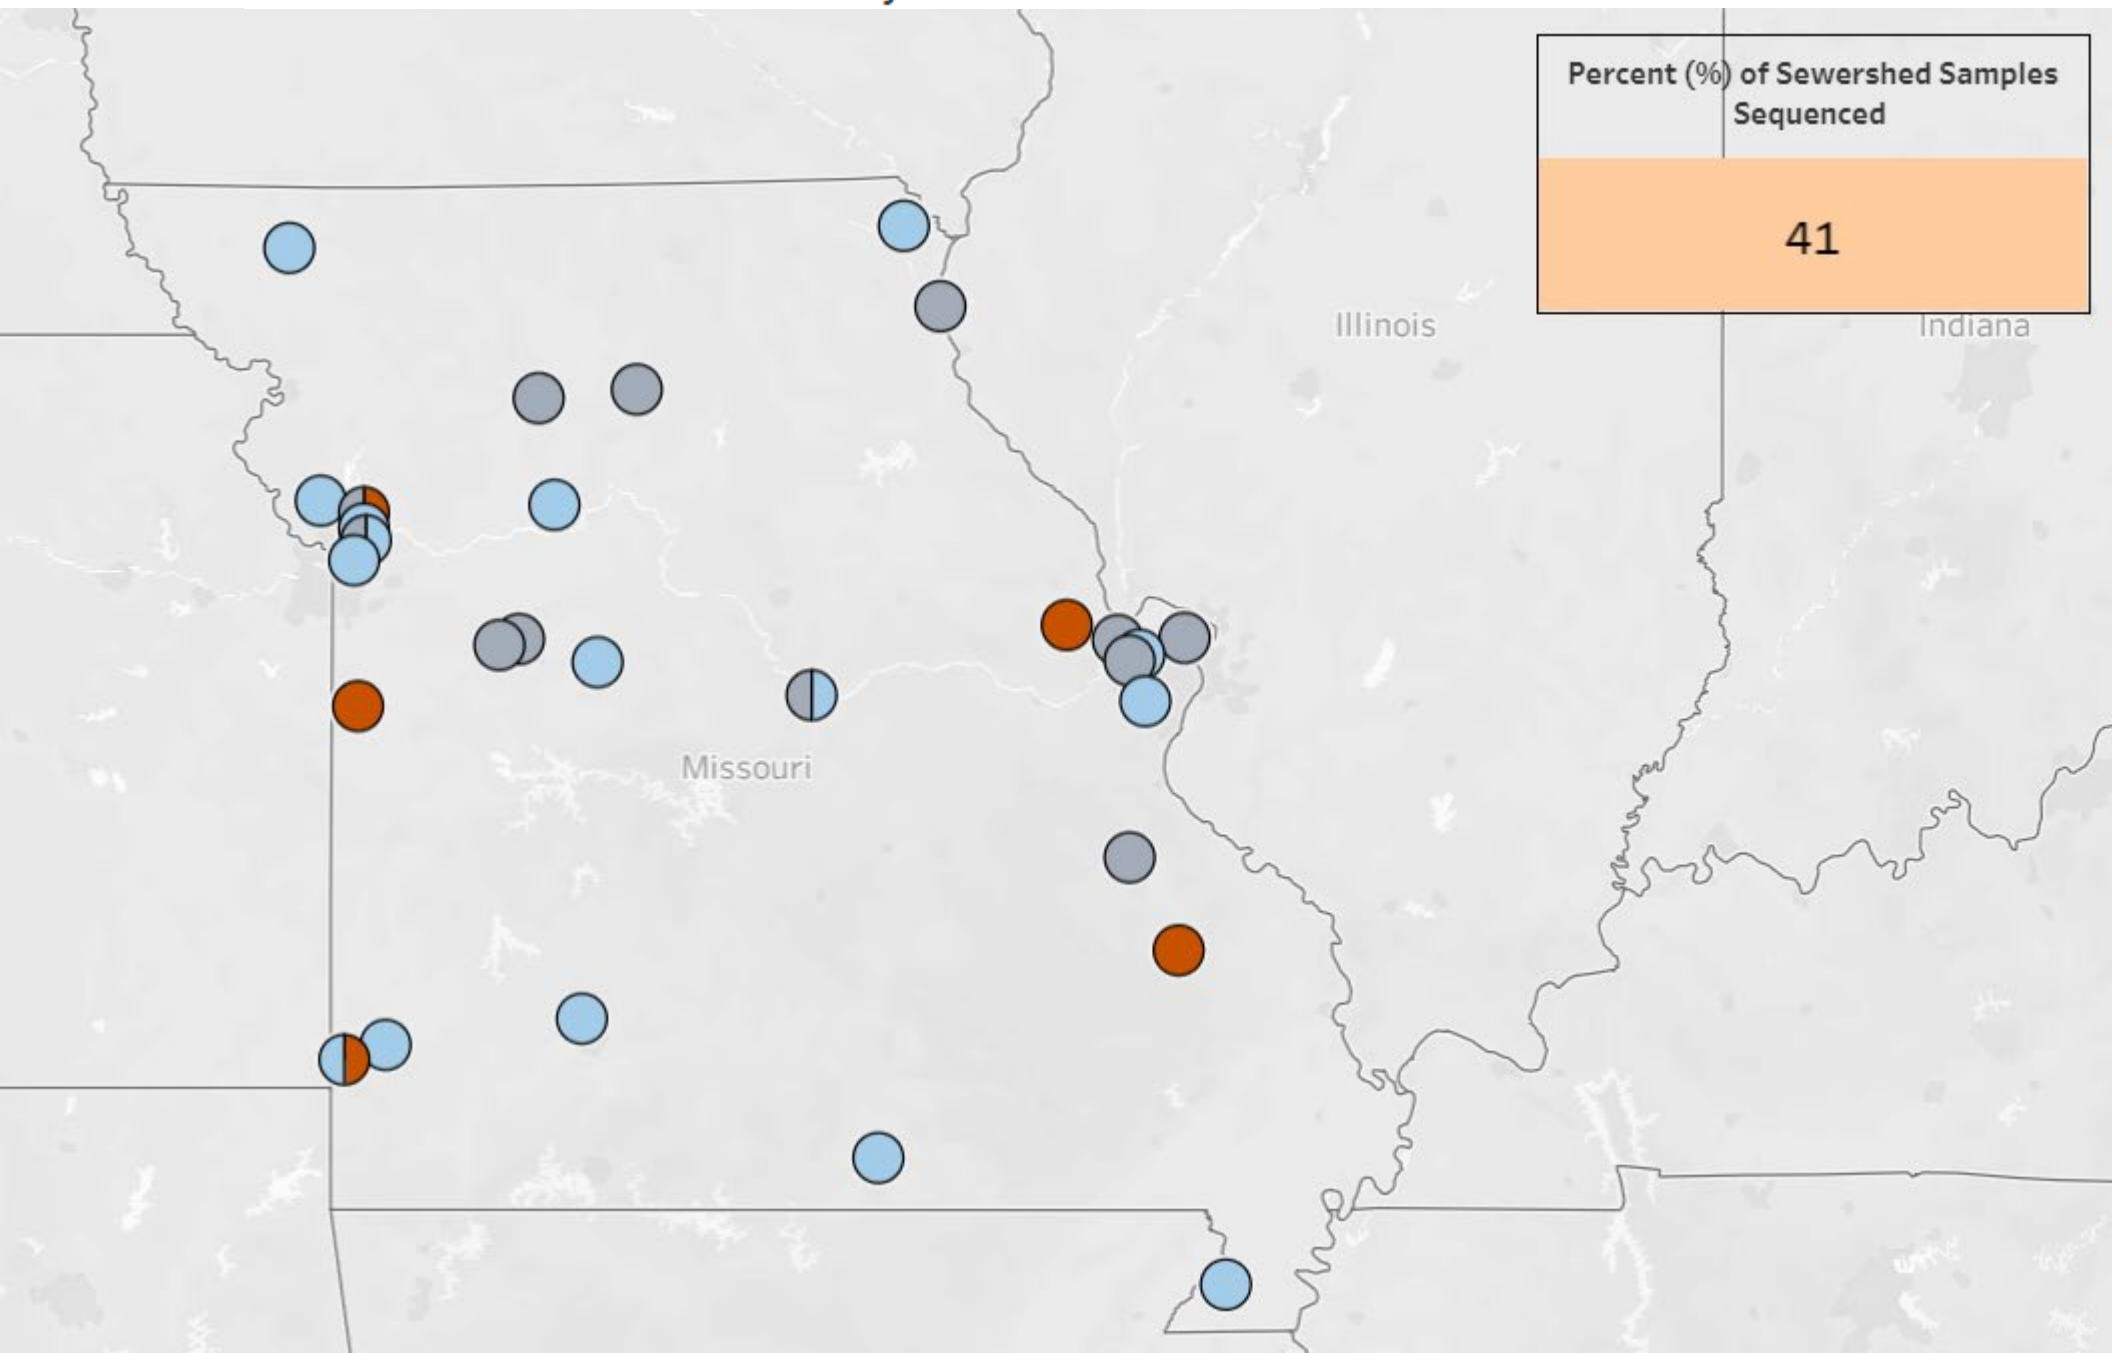 Percent (%) of Sewershed Samples
Sequenced
41
Illinois
Indiana
Missouri